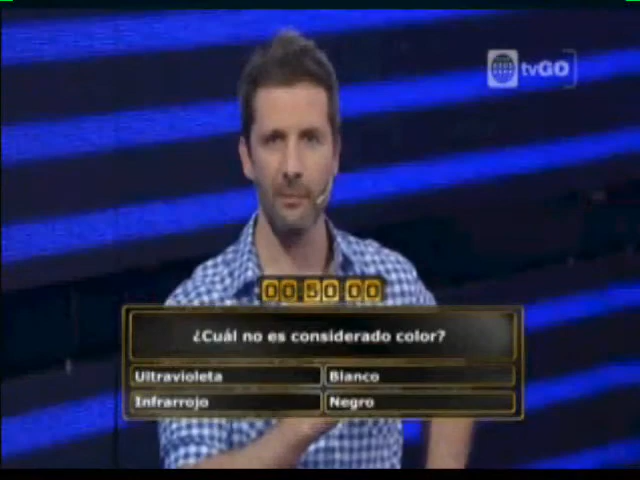 tvGO
00:50:00
¿Cuál no es considerado color?
Ultravioleta
Blanco
Infrarrojo
Negro